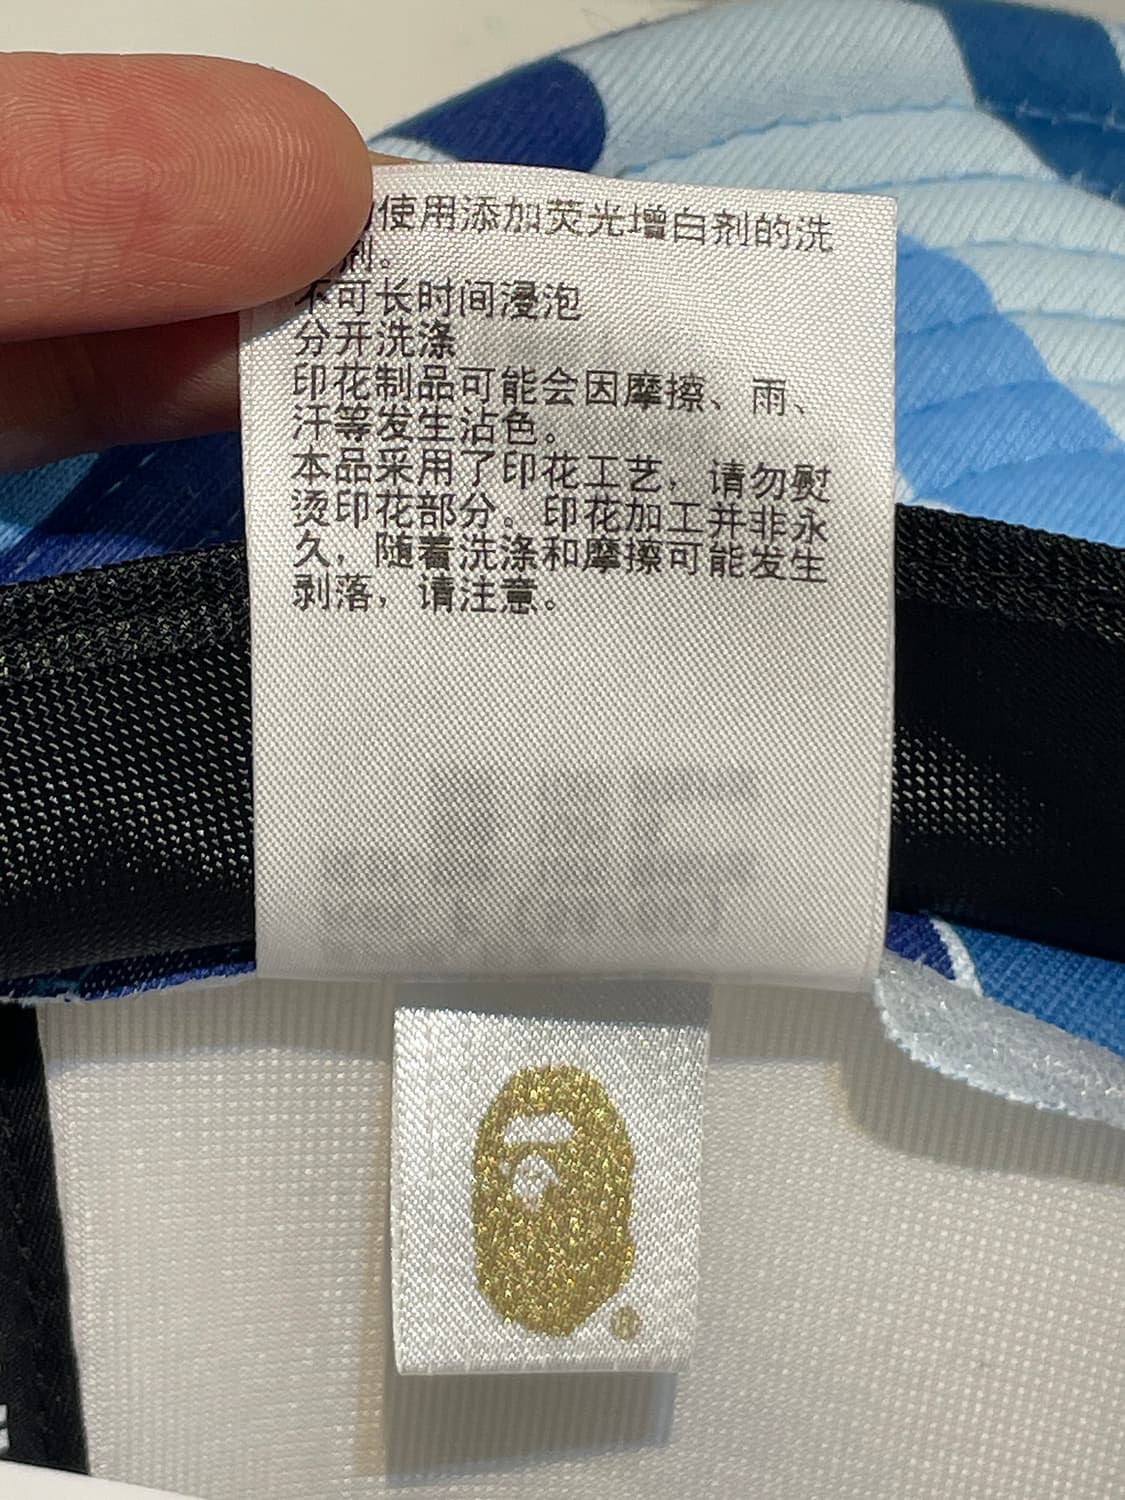 使用添加荧光增白剂的洗
剂。
不可长时间浸泡
分开洗涤
印花制品可能会因摩擦、雨、
汗等发生沾色。
本品采用了印花工艺，请勿熨
烫印花部分。印花加工并非永
久，随着洗涤和摩擦可能发生
剥落，请注意。
®